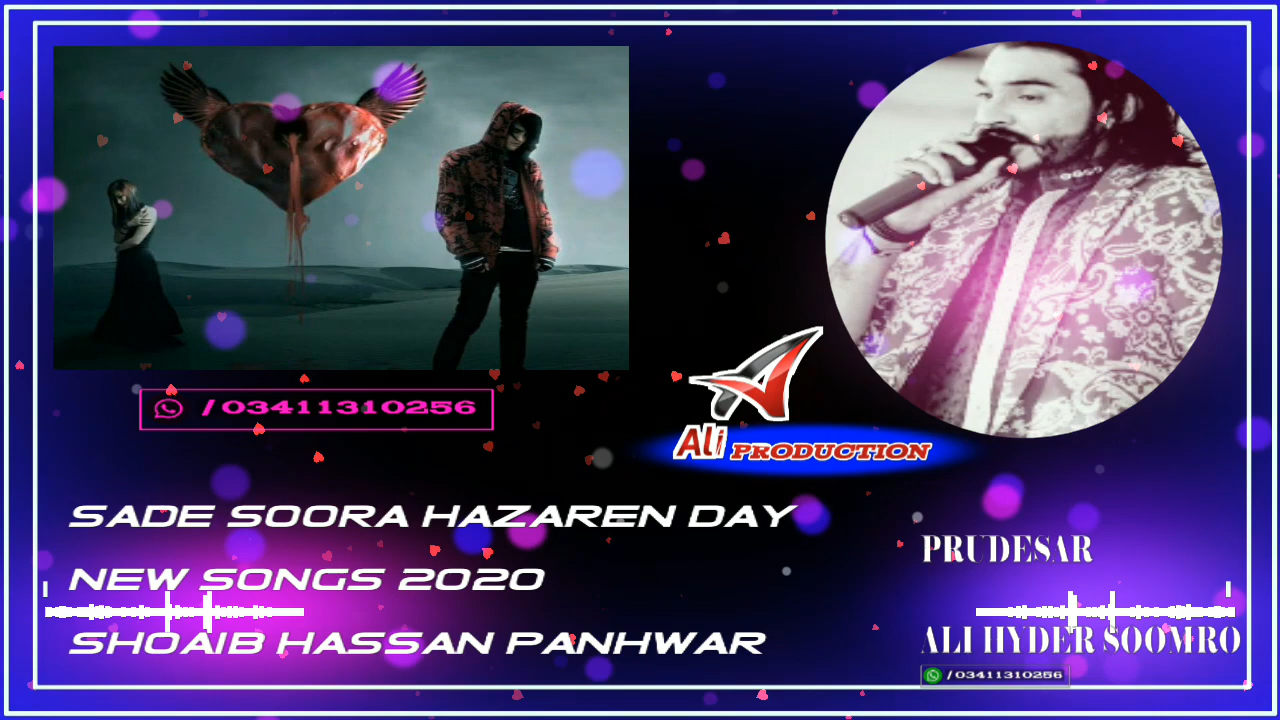 /03411310256
Ali PRODUCTION
SADE SOORA HAZAREN DAY
NEW SONGS 2020
SHOAIB HASSAN PANHWAR
PRUDESAR
ALI HYDER SOOMRO
/03411310256